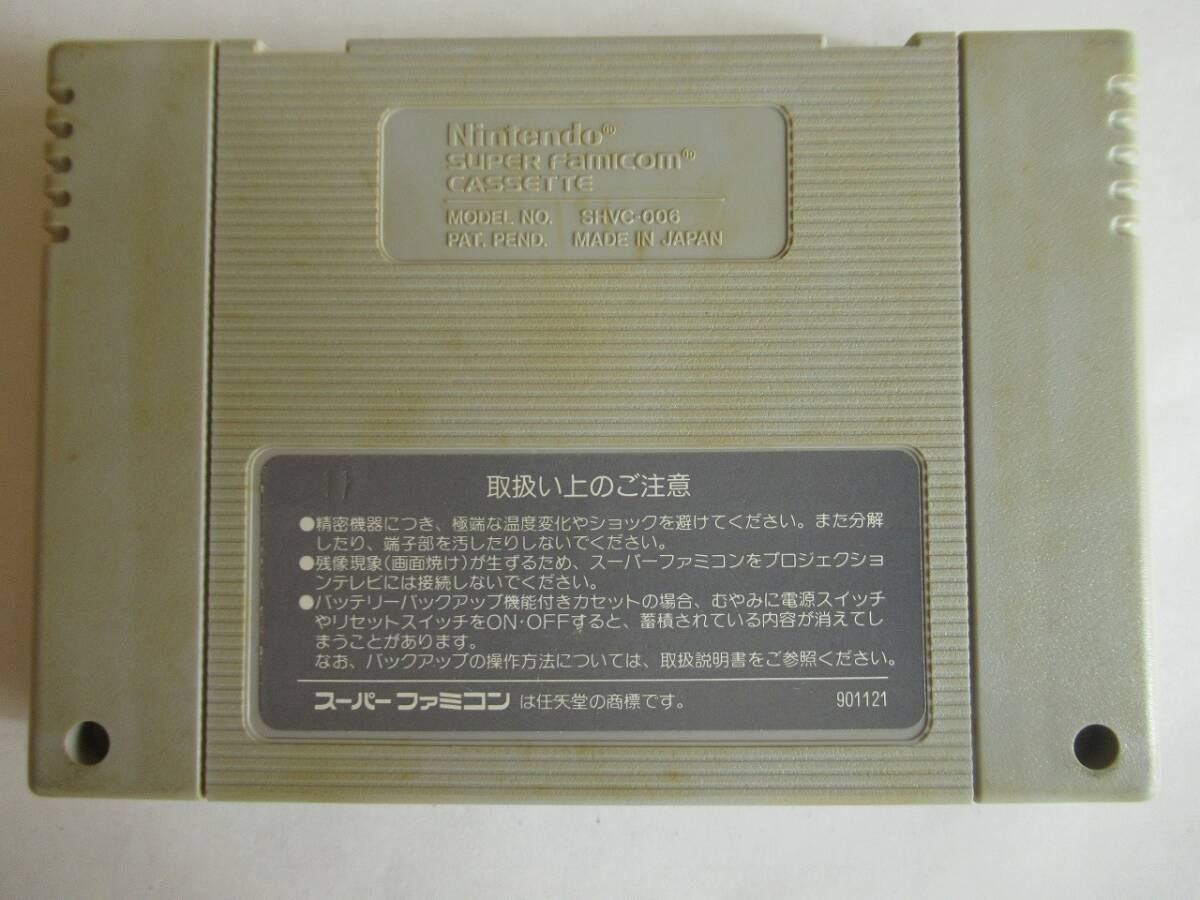 Nintendo®
SUPER Famicom®
CASSETTE
MODEL NO. SHVC-006
PAT. PEND. MADE IN JAPAN
取扱い上のご注意
●精密機器につき、極端な温度変化やショックを避けてください。また分解
したり、端子部を汚したりしないでください。
●残像現象(画面焼け)が生ずるため、スーパーファミコンをプロジェクショ
ンテレビには接続しないでください。
●バッテリーバックアップ機能付きカセットの場合、むやみに電源スイッチ
やリセットスイッチをON・OFFすると、蓄積されている内容が消えてし
まうことがあります。
なお、バックアップの操作方法については、取扱説明書をご参照ください。
スーパーファミコン は任天堂の商標です。 901121